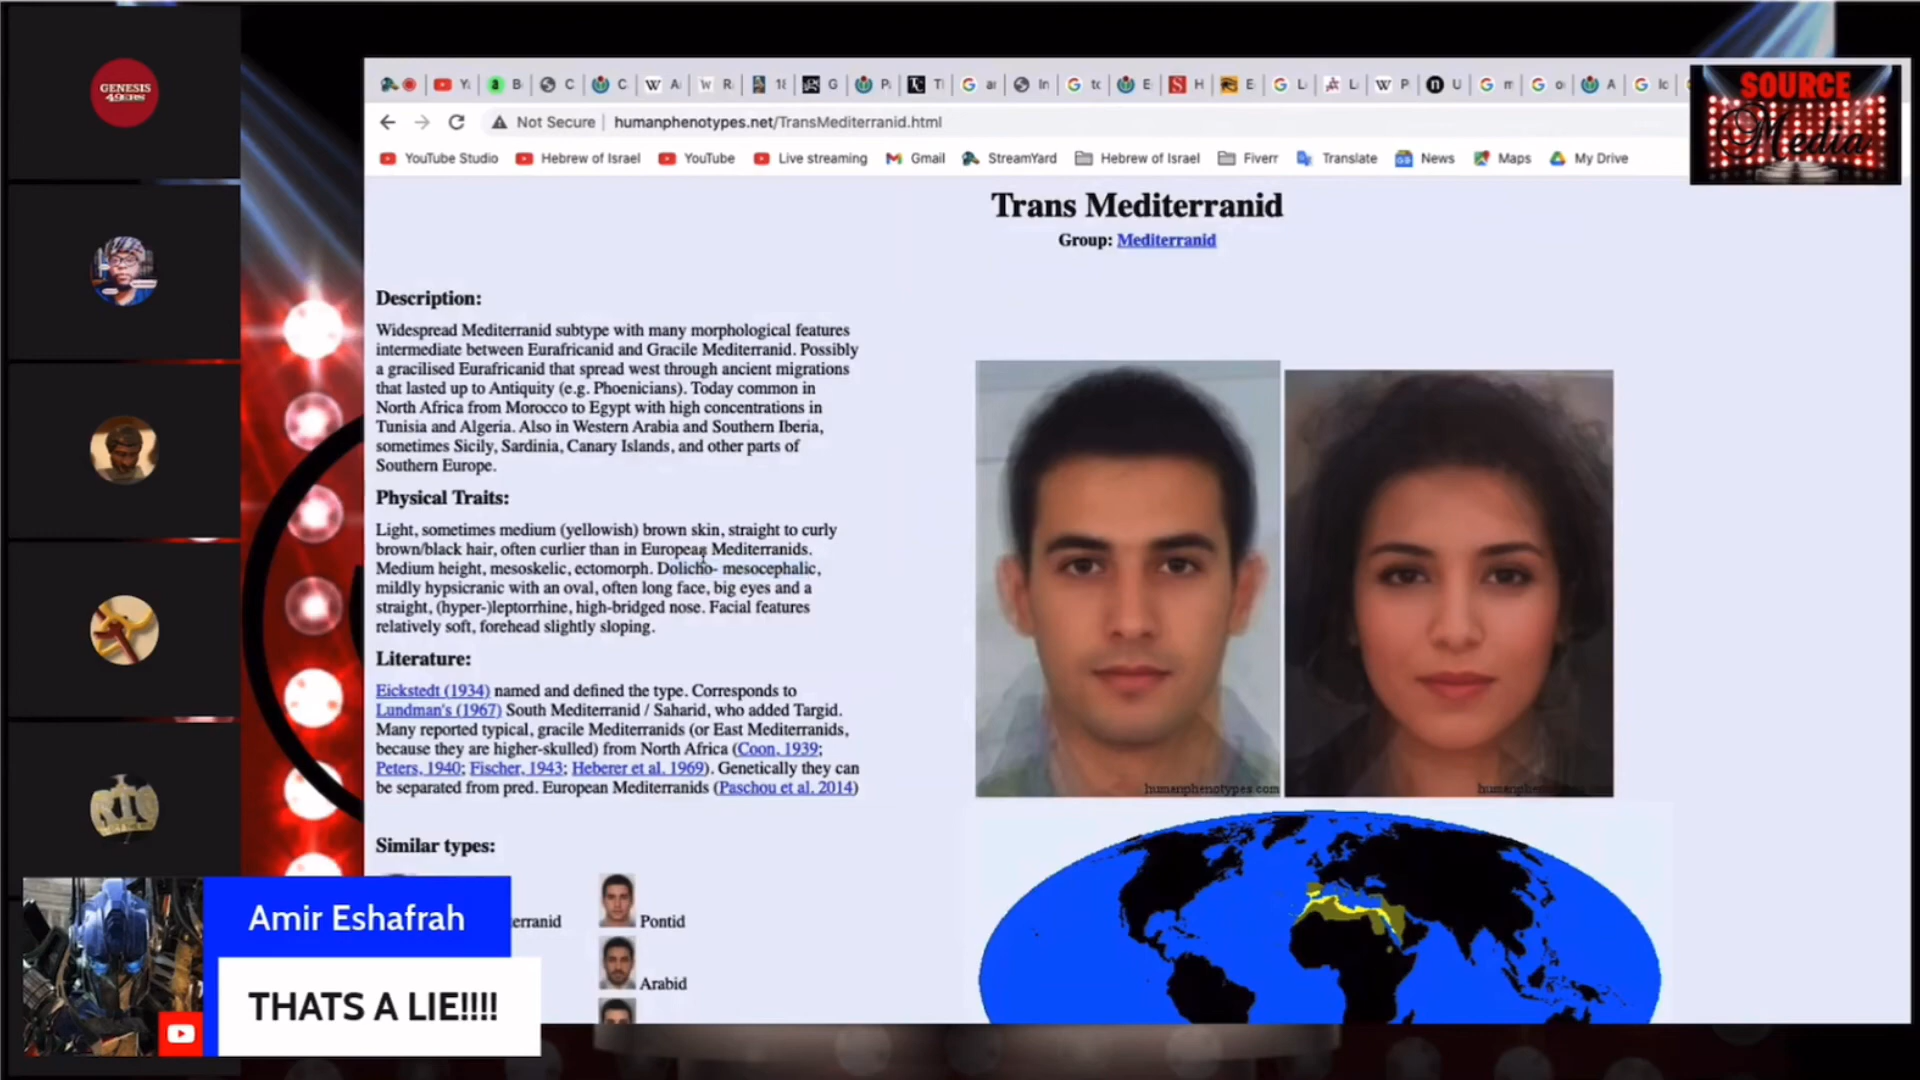 GENESIS
49ERS
Not Secure
humanphenotypes.net/TransMediterranid.html
YouTube Studio
Hebrew of Israel
YouTube
Live streaming
Gmail
StreamYard
Hebrew of Israel
Fiverr
Translate
News
Maps
My Drive
SOURCE
Media
Trans Mediterranid
Group: Mediterranid
Description:
Widespread Mediterranid subtype with many morphological features
intermediate between Eurafricanid and Gracile Mediterranid. Possibly
a gracilised Eurafricanid that spread west through ancient migrations
that lasted up to Antiquity (e.g. Phoenicians). Today common in
North Africa from Morocco to Egypt with high concentrations in
Tunisia and Algeria. Also in Western Arabia and Southern Iberia,
sometimes Sicily, Sardinia, Canary Islands, and other parts of
Southern Europe.
Physical Traits:
Light, sometimes medium (yellowish) brown skin, straight to curly
brown/black hair, often curlier than in European Mediterranids.
Medium height, mesoskelic, ectomorph. Dolicho- mesocephalic,
mildly hypsicranic with an oval, often long face, big eyes and a
straight, (hyper-)leptorrhine, high-bridged nose. Facial features
relatively soft, forehead slightly sloping.
Literature:
Eickstedt (1934) named and defined the type. Corresponds to
Lundman's (1967) South Mediterranid / Saharid, who added Targid.
Many reported typical, gracile Mediterranids (or East Mediterranids,
because they are higher-skulled) from North Africa (Coon, 1939;
Peters, 1940; Fischer, 1943; Heberer et al. 1969). Genetically they can
be separated from pred. European Mediterranids (Paschou et al. 2014)
humanphenotypes.com
Similar types:
erranid
Pontid
Arabid
Amir Eshafrah
THATS A LIE!!!!